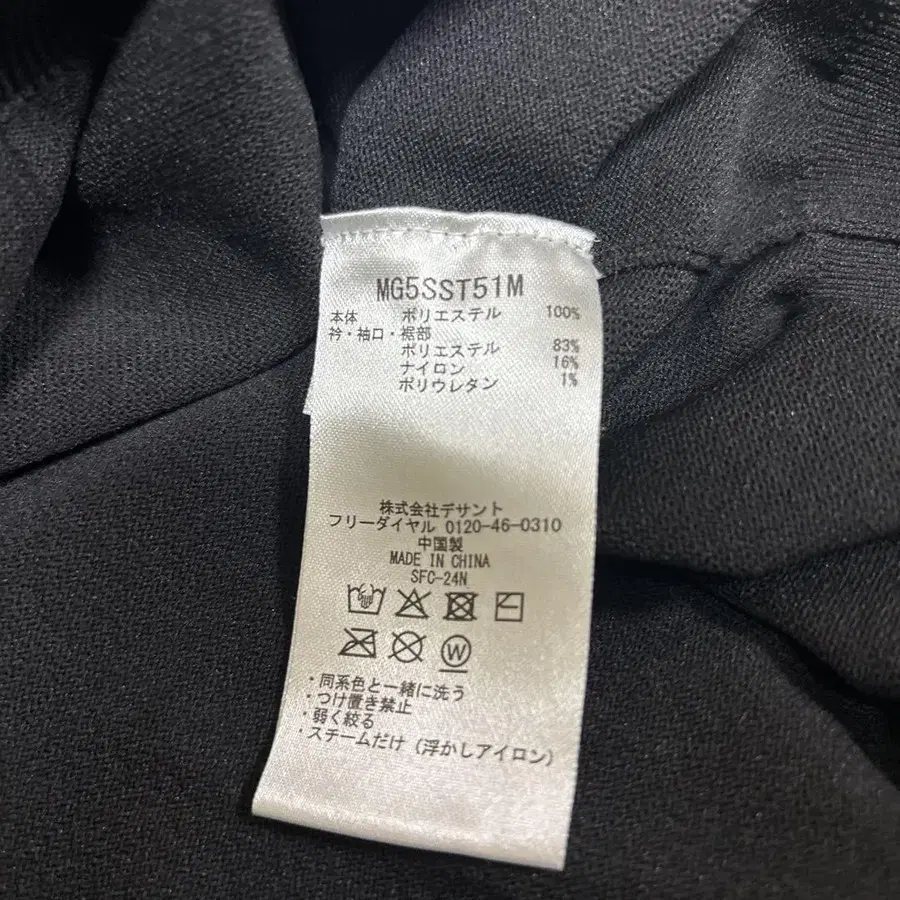 MG5SST51M
本体 ポリエステル 100%
衿・袖口・裾部
ポリエステル 83%
ナイロン 16%
ポリウレタン 1%
株式会社デサント
フリーダイヤル 0120-46-0310
中国製
MADE IN CHINA
SFC-24N
W
・同系色と一緒に洗う
・つけ置き禁止
・弱く絞る
・スチームだけ(浮かしアイロン)